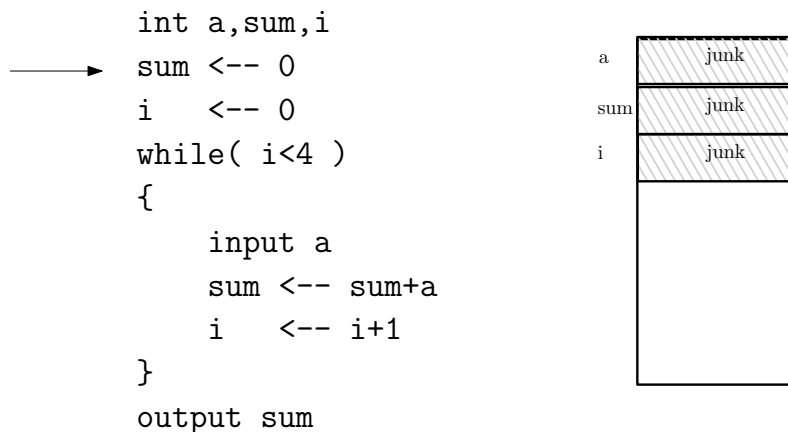 int a,sum,i
sum <-- 0
i   <-- 0
while( i<4 )
{
    input a
    sum <-- sum+a
    i   <-- i+1
}
output sum
a junk
sum junk
i junk